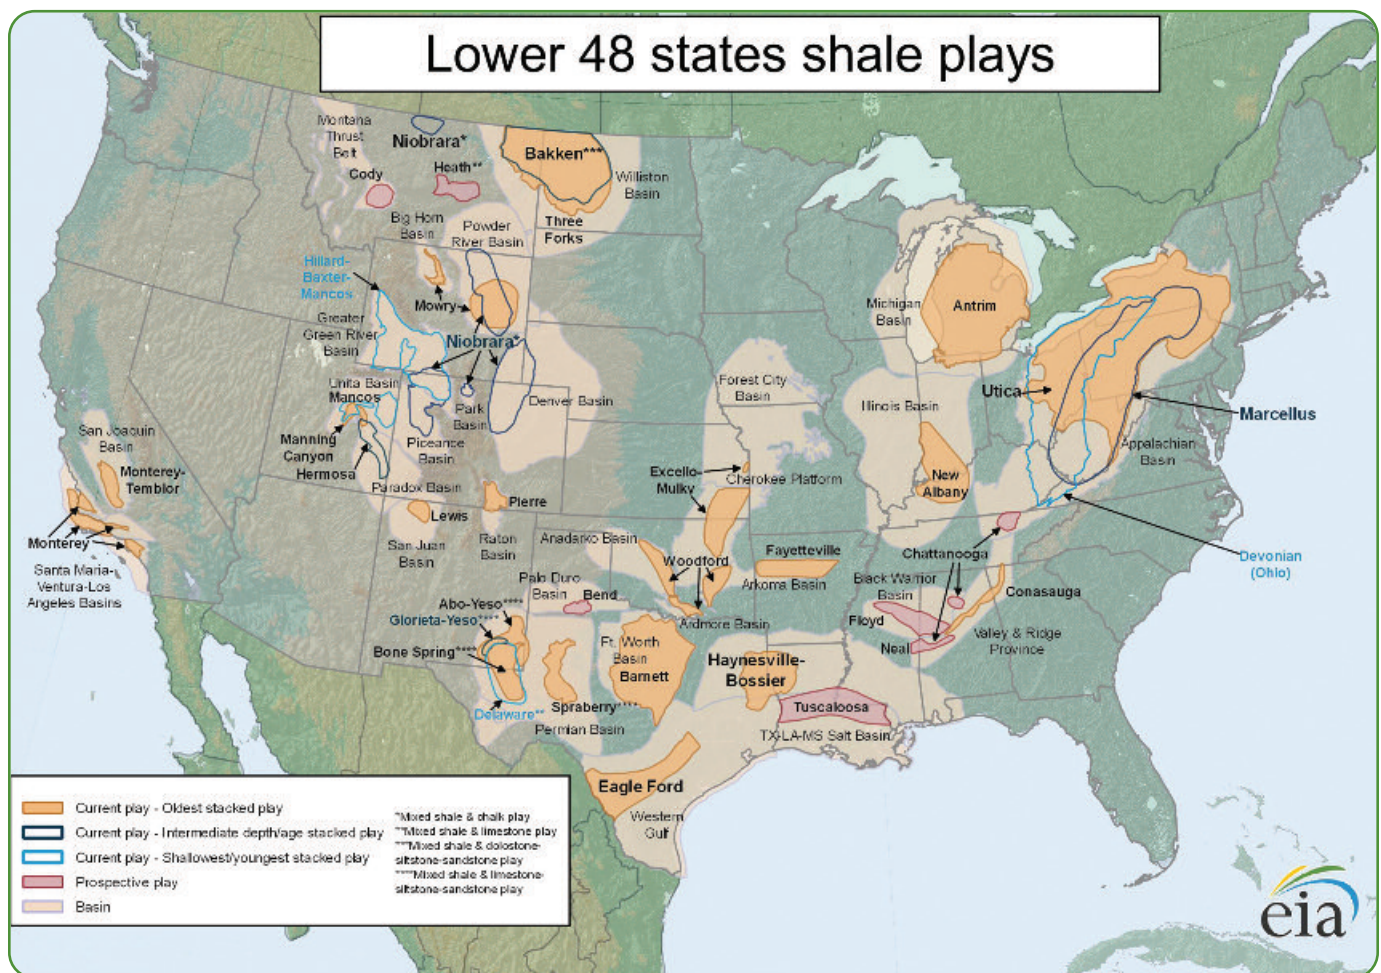 Lower 48 states shale plays
Montana
Thrust
Belt
Niobrara*
Heath**
Cody
Bakken***
Williston
Basin
Big Horn
Basin
Powder
River Basin
Three
Forks
Hillard-
Baxter-
Mancos
Mowry
Greater
Green River
Basin
Niobrara*
Michigan
Basin
Antrim
Uinta Basin
Mancos
Park
Basin
Denver Basin
Forest City
Basin
Illinois Basin
Utica
Marcellus
Appalachian
Basin
San Joaquin
Basin
Manning
Canyon
Hermosa
Piceance
Basin
Paradox Basin
Monterey-
Temblor
Excello-
Mulky
Cherokee Platform
New
Albany
Pierre
Lewis
Monterey
San Juan
Basin
Raton
Basin
Anadarko Basin
Woodford
Fayetteville
Arkoma Basin
Chattanooga
Devonian
(Ohio)
Santa Maria-
Ventura-Los
Angeles Basins
Palo Duro
Basin
Bend
Black Warrior
Basin
Conasauga
Abo-Yeso****
Glorieta-Yeso****
Ardmore Basin
Floyd
Neal
Valley & Ridge
Province
Bone Spring****
Ft. Worth
Basin
Barnett
Haynesville-
Bossier
Delaware**
Spraberry****
Permian Basin
Tuscaloosa
TX-LA-MS Salt Basin
Eagle Ford
Western
Gulf
Current play - Oldest stacked play
Current play - Intermediate depth/age stacked play
Current play - Shallowest/youngest stacked play
Prospective play
Basin
*Mixed shale & chalk play
**Mixed shale & limestone play
***Mixed shale & dolostone-
siltstone-sandstone play
****Mixed shale & limestone-
siltstone-sandstone play
eia